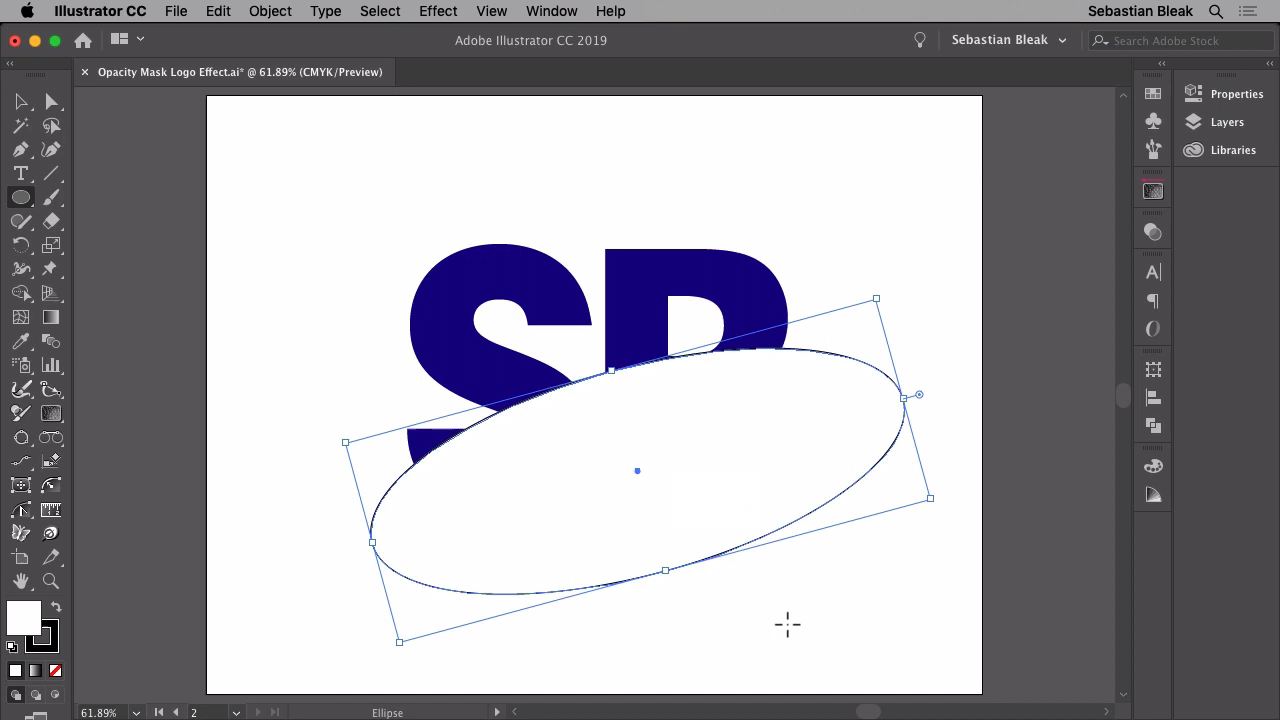 Illustrator CC File Edit Object Type Select Effect View Window Help Sebastian Bleak
Adobe Illustrator CC 2019 Sebastian Bleak Search Adobe Stock
Opacity Mask Logo Effect.ai* @ 61.89% (CMYK/Preview)
Properties
Layers
Libraries
S
61.89% 2 Ellipse